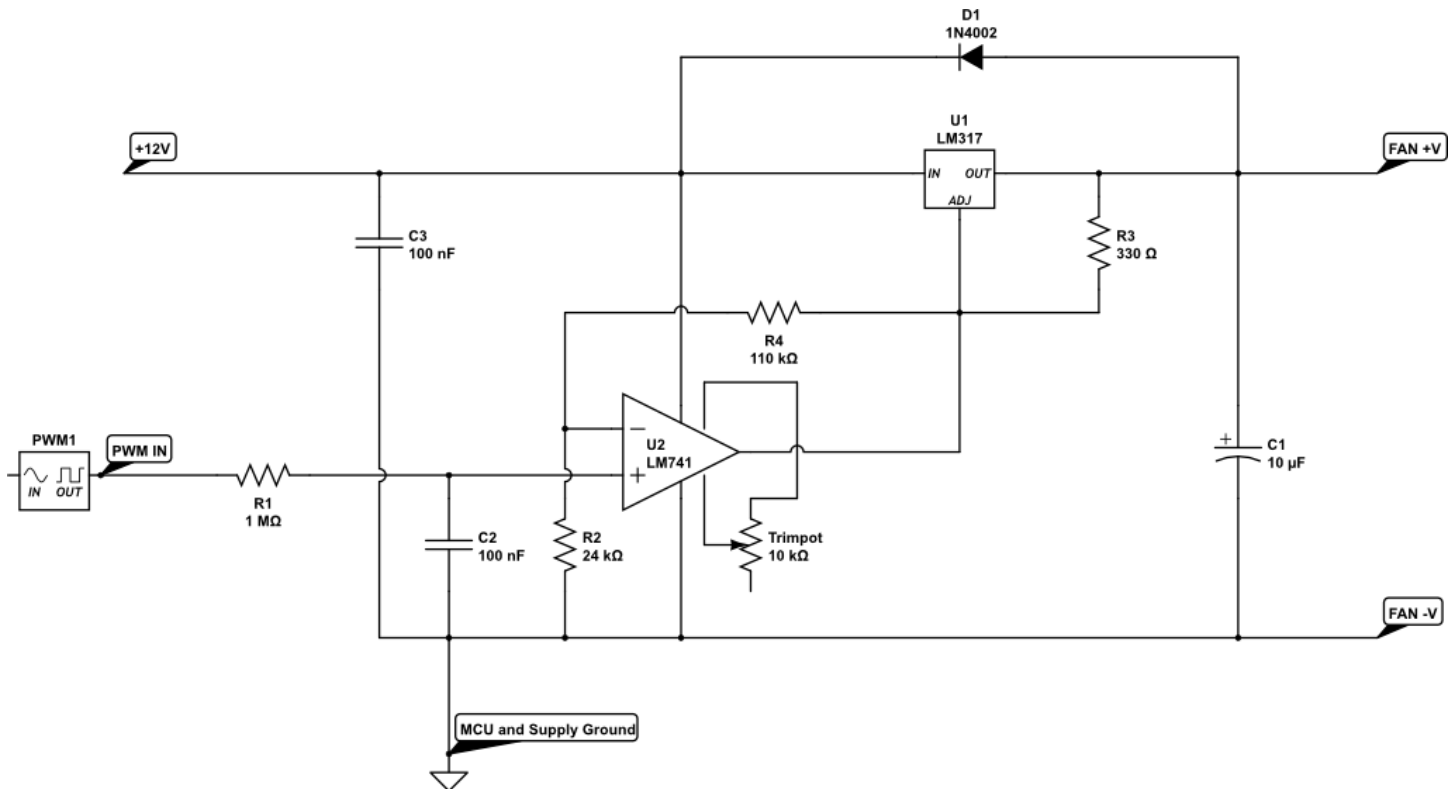 D1
1N4002
+12V
U1
LM317
FAN +V
IN
OUT
ADJ
C3
100 nF
R3
330 Ω
R4
110 kΩ
PWM1
PWM IN
U2
LM741
−
+
+
C1
10 µF
IN
OUT
R1
1 MΩ
C2
100 nF
R2
24 kΩ
Trimpot
10 kΩ
FAN -V
MCU and Supply Ground